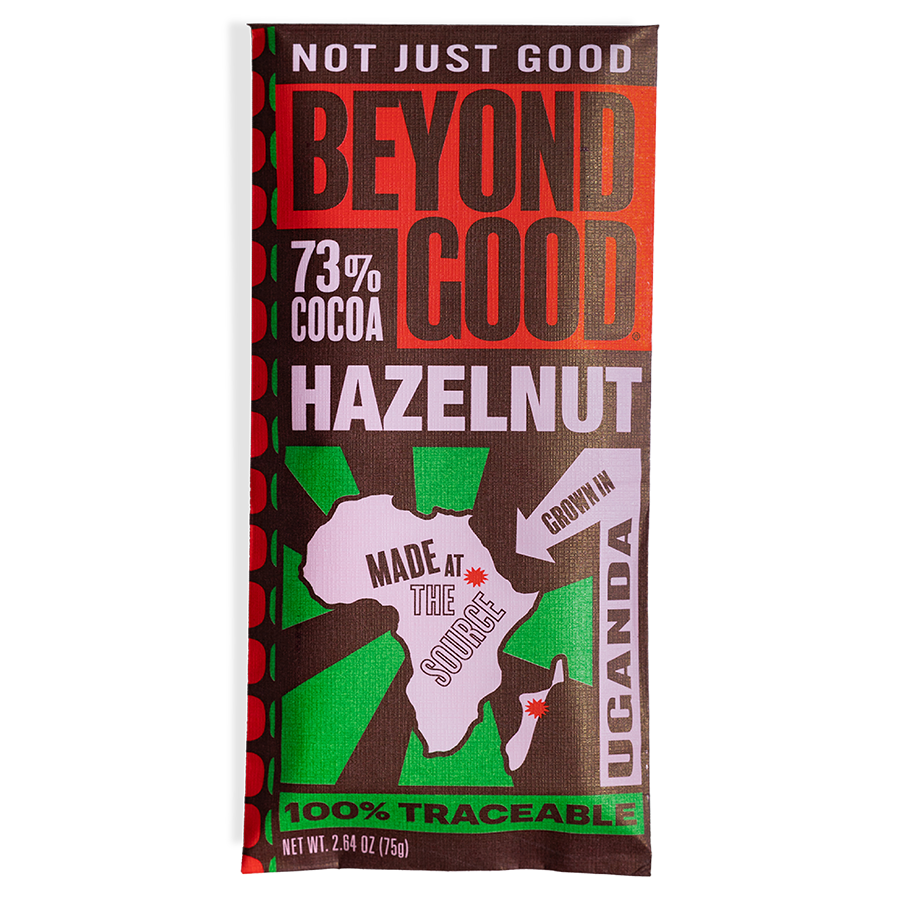 NOT JUST GOOD
BEYOND
GOOD®
73%
COCOA
HAZELNUT
GROWN IN
UGANDA
MADE AT
THE
SOURCE
100% TRACEABLE
NET WT. 2.64 OZ (75g)